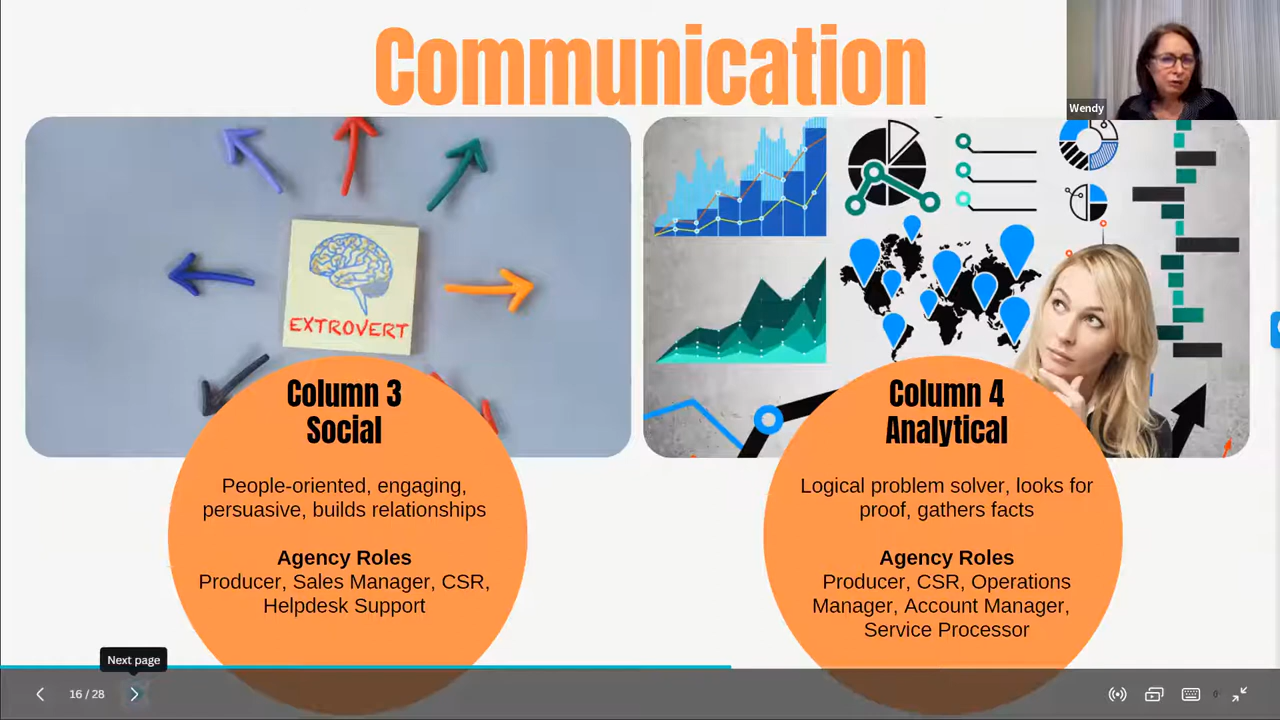 Communication
Wendy
EXTROVERT
Column 3
Social
People-oriented, engaging,
persuasive, builds relationships
Agency Roles
Producer, Sales Manager, CSR,
Helpdesk Support
Column 4
Analytical
Logical problem solver, looks for
proof, gathers facts
Agency Roles
Producer, CSR, Operations
Manager, Account Manager,
Service Processor
Next page
16 / 28